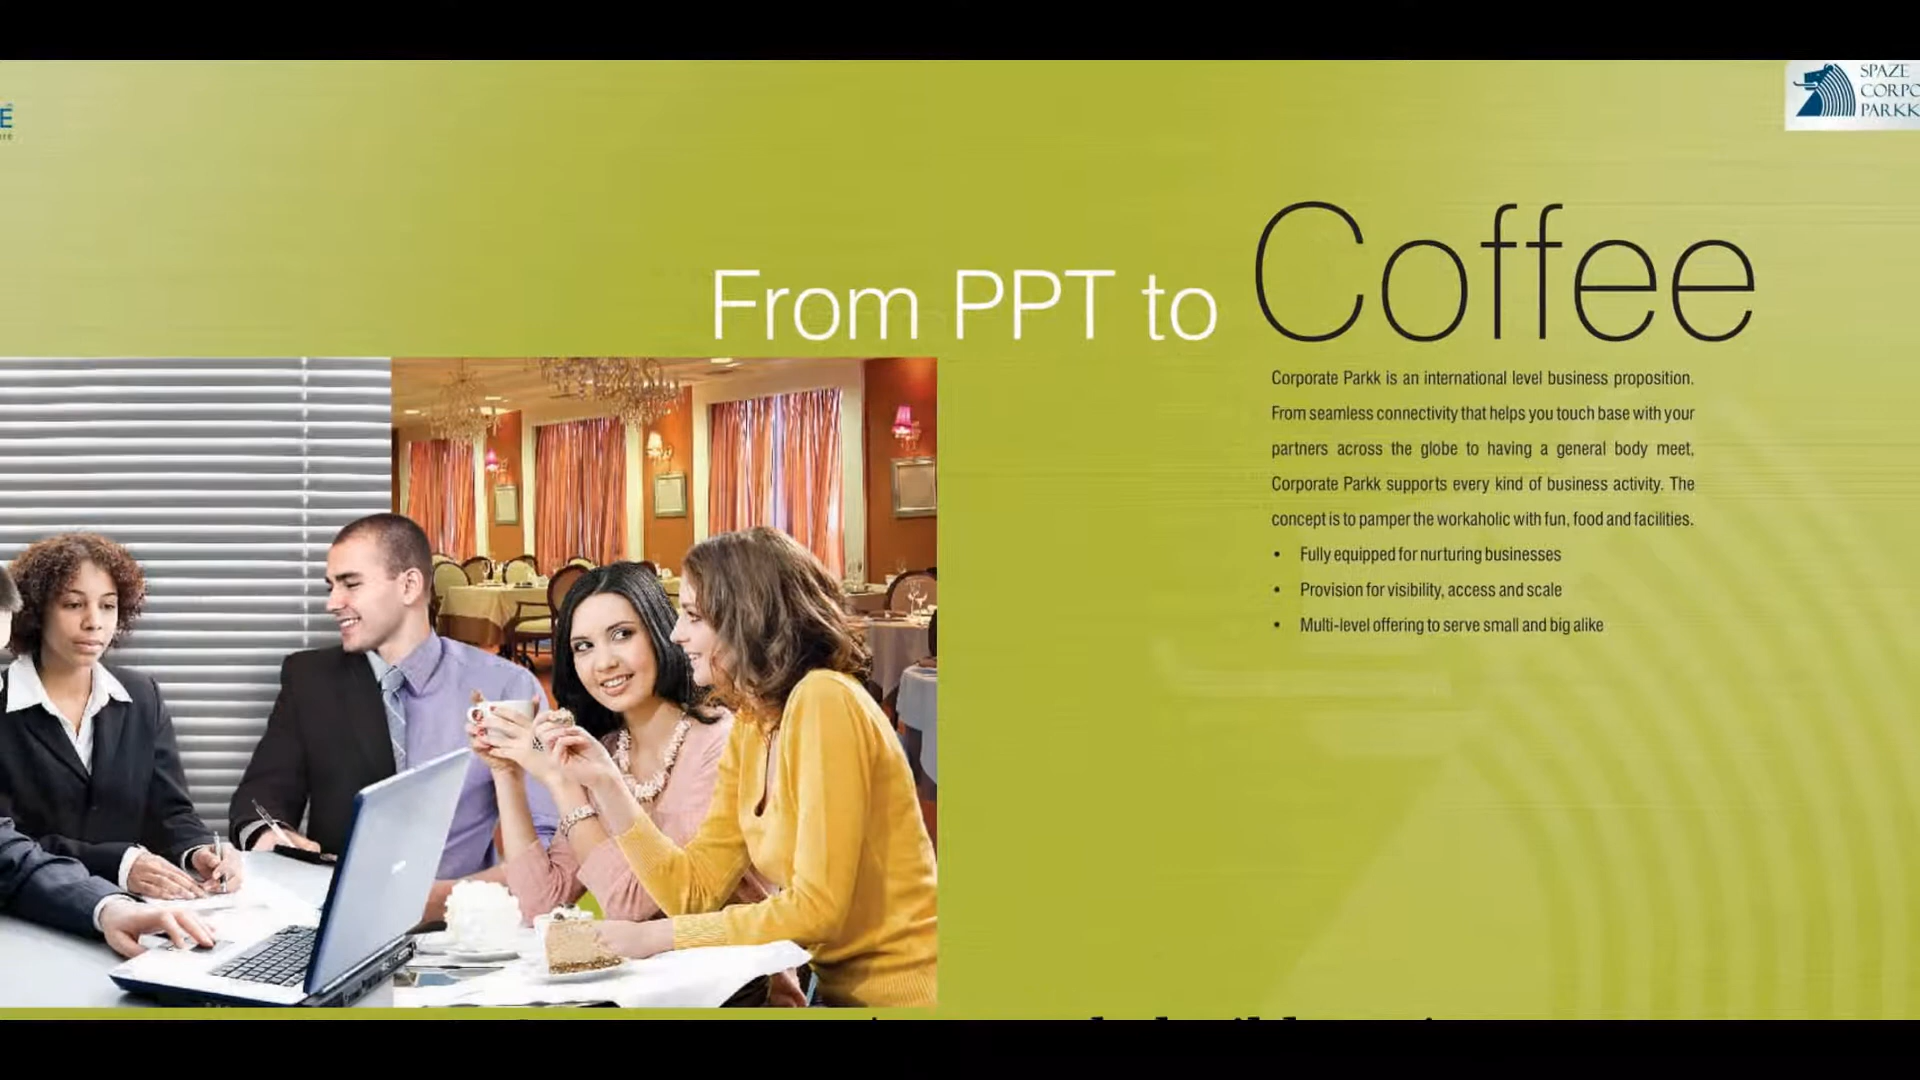 SPAZE
CORPO
PARKK
E
From PPT to Coffee
Corporate Parkk is an international level business proposition.
From seamless connectivity that helps you touch base with your
partners across the globe to having a general body meet,
Corporate Parkk supports every kind of business activity. The
concept is to pamper the workaholic with fun, food and facilities.
• Fully equipped for nurturing businesses
• Provision for visibility, access and scale
• Multi-level offering to serve small and big alike